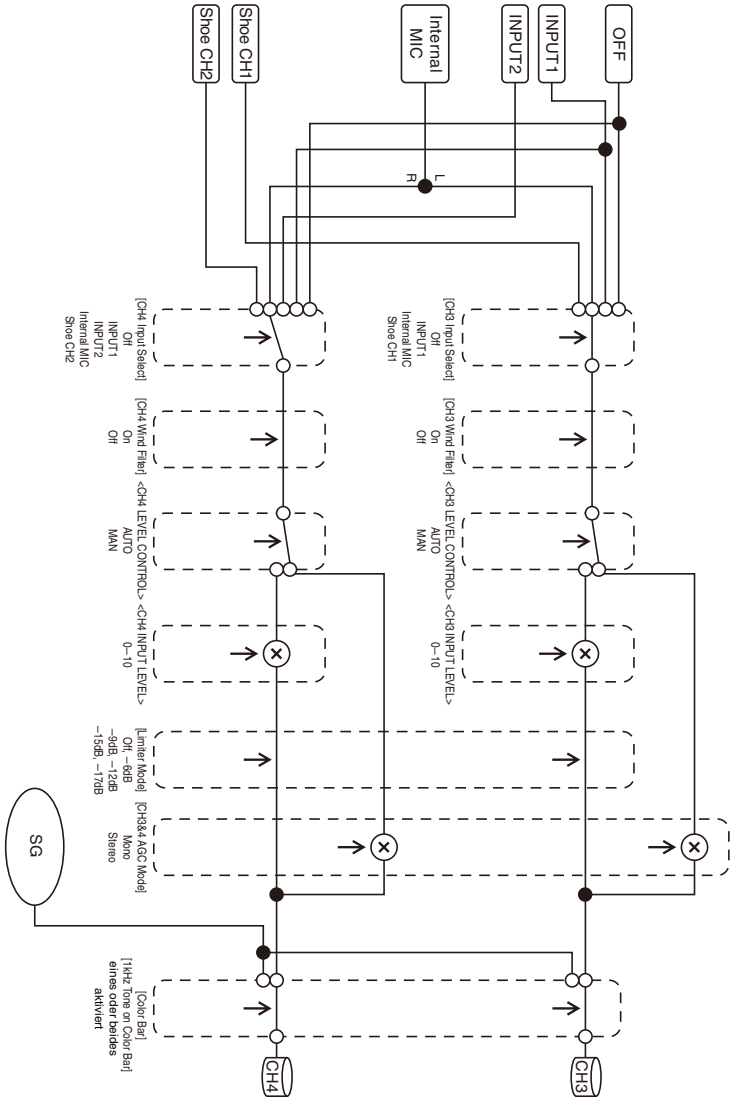 OFF
INPUT1
INPUT2
Internal
MIC
Shoe CH1
Shoe CH2
L
R
[CH3 Input Select]
Off
INPUT1
Internal MIC
Shoe CH1
[CH3 Wind Filter]
On
Off
<CH3 LEVEL CONTROL>
AUTO
MAN
<CH3 INPUT LEVEL>
0–10
[CH4 Input Select]
Off
INPUT1
INPUT2
Internal MIC
Shoe CH2
[CH4 Wind Filter]
On
Off
<CH4 LEVEL CONTROL>
AUTO
MAN
<CH4 INPUT LEVEL>
0–10
[Limiter Mode]
Off, –6dB
–9dB, –12dB
–15dB, –17dB
[CH3&4 AGC Mode]
Mono
Stereo
SG
[Color Bar]
[1kHz Tone on Color Bar]
eines oder beides
aktiviert
CH3
CH4